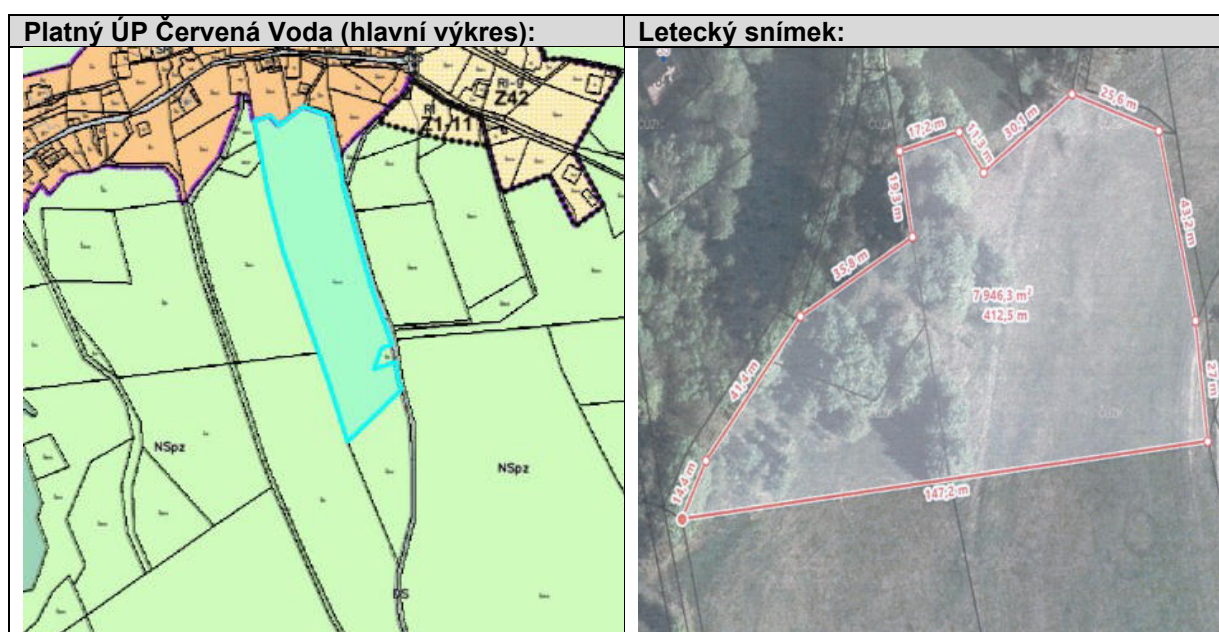 Platný ÚP Červená Voda (hlavní výkres):
Letecký snímek:
RI-9
Z42
RI
Z1-11
NSpz
NSpz
DS
25,6 m
17,2 m
11,3 m
30,1 m
19,3 m
43,2 m
35,8 m
7 946,3 m²
412,5 m
41,4 m
27 m
14,4 m
147,2 m